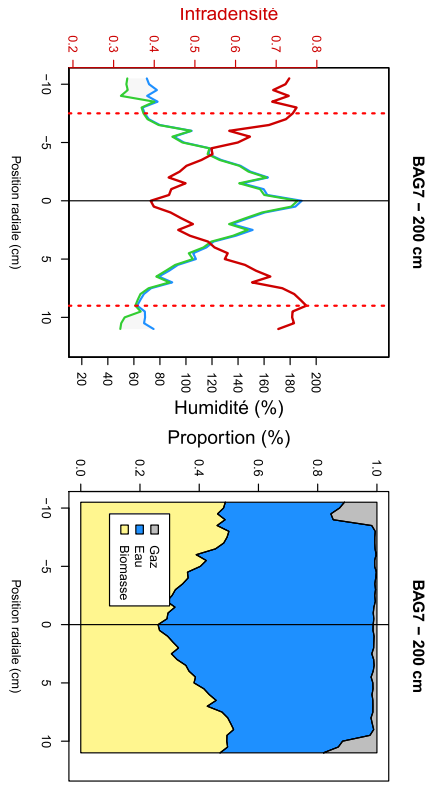 BAG7 − 200 cm
Infradensité
0.2 0.3 0.4 0.5 0.6 0.7 0.8
−10 −5 0 5 10
Position radiale (cm)
20 40 60 80 100 120 140 160 180 200
Humidité (%)
BAG7 − 200 cm
Proportion (%)
0.0 0.2 0.4 0.6 0.8 1.0
−10 −5 0 5 10
Position radiale (cm)
Gaz
Eau
Biomasse